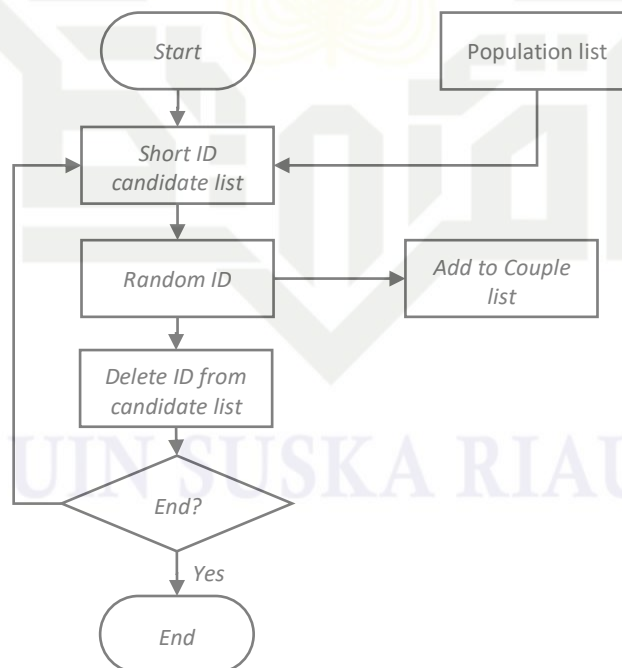 Start
Population list
Short ID
candidate list
Random ID
Add to Couple
list
Delete ID from
candidate list
UIN SUSKA RIAU
End?
Yes
End